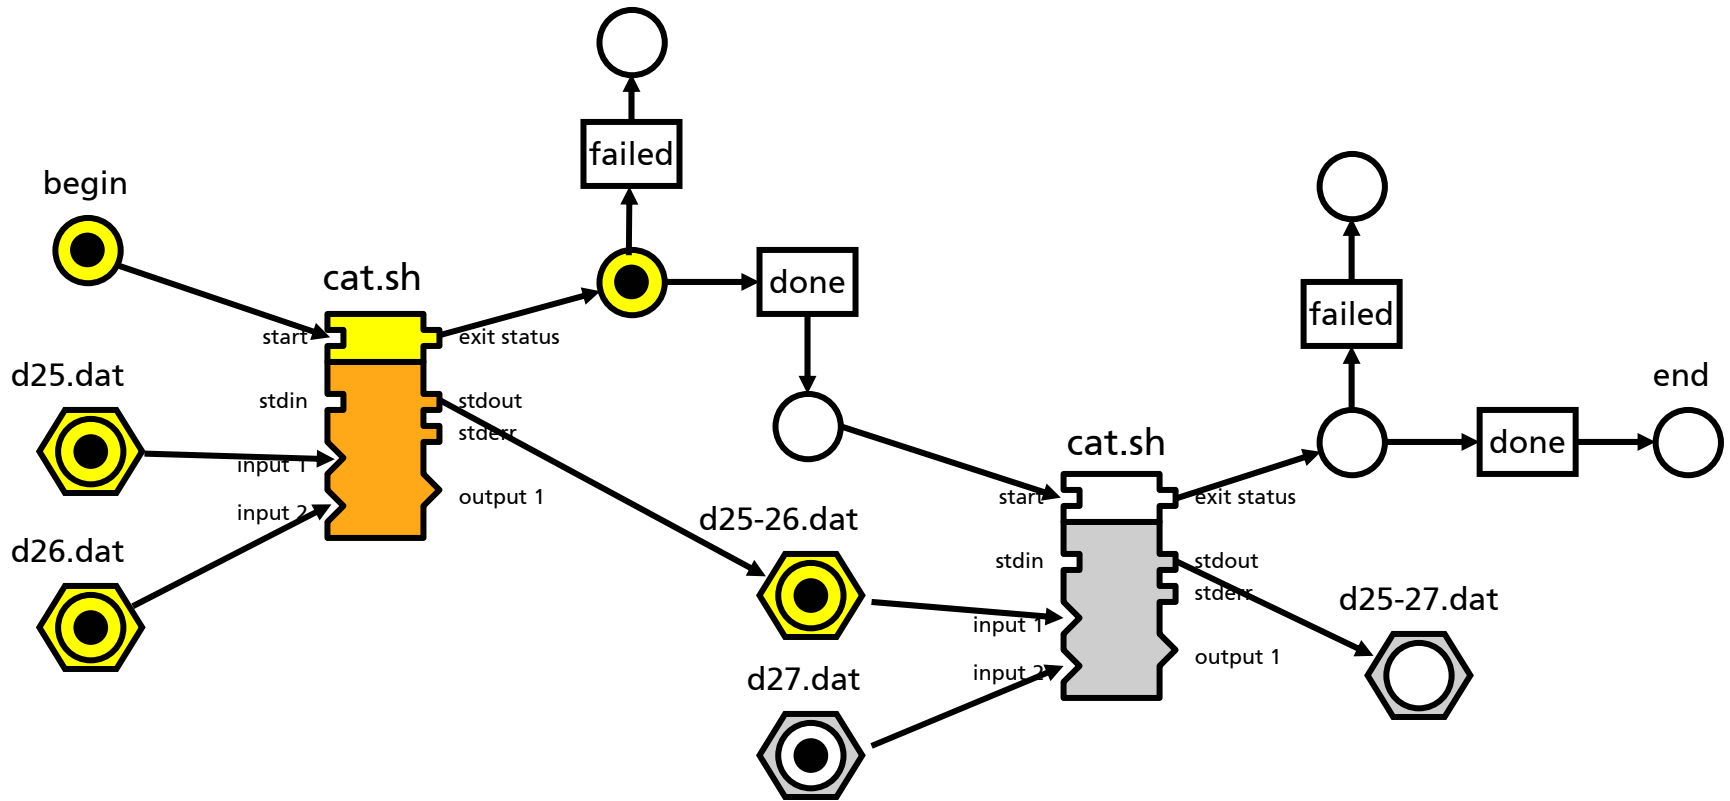 begin
failed
cat.sh
done
start
exit status
d25.dat
stdin
stdout
stderr
input 1
output 1
input 2
d26.dat
d25-26.dat
d27.dat
failed
end
cat.sh
done
start
exit status
stdin
stdout
stderr
d25-27.dat
input 1
output 1
input 2